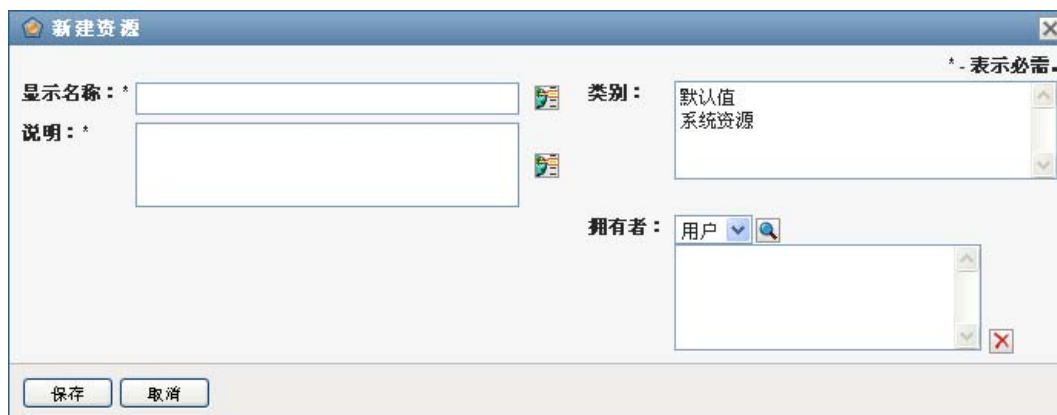 新建资源
* - 表示必需.
显示名称：*
说明：*
类别：
默认值
系统资源
拥有者：
用户
保存
取消